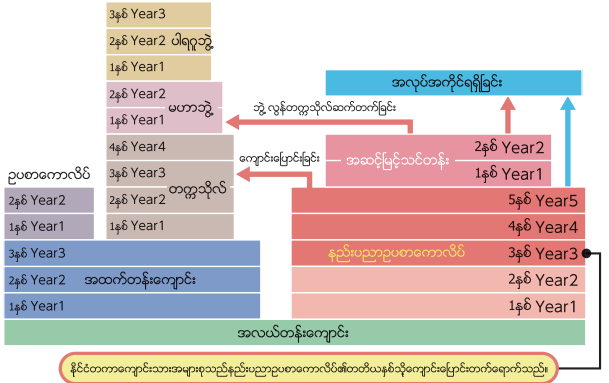 3နှစ် Year3
2နှစ် Year2 ပါရဂူဘွဲ့
1နှစ် Year1
2နှစ် Year2
မဟာဘွဲ့
1နှစ် Year1
4နှစ် Year4
3နှစ် Year3
တက္ကသိုလ်
2နှစ် Year2
1နှစ် Year1
ဥပစာကောလိပ်
2နှစ် Year2
1နှစ် Year1
3နှစ် Year3
2နှစ် Year2 အထက်တန်းကျောင်း
1နှစ် Year1
အလုပ်အကိုင်ရရှိခြင်း
ဘွဲ့ လွန်တက္ကသိုလ်ဆက်တက်ခြင်း
ကျောင်းပြောင်းခြင်း
2နှစ် Year2
အဆင့်မြင့်သင်တန်း
1နှစ် Year1
5နှစ် Year5
4နှစ် Year4
နည်းပညာဥပစာကောလိပ် 3နှစ် Year3
2နှစ် Year2
1နှစ် Year1
အလယ်တန်းကျောင်း
နိုင်ငံတကာကျောင်းသားအများစုသည်နည်းပညာဥပစာကောလိပ်၏တတိယနှစ်သို့ကျောင်းပြောင်းတက်ရောက်သည်။